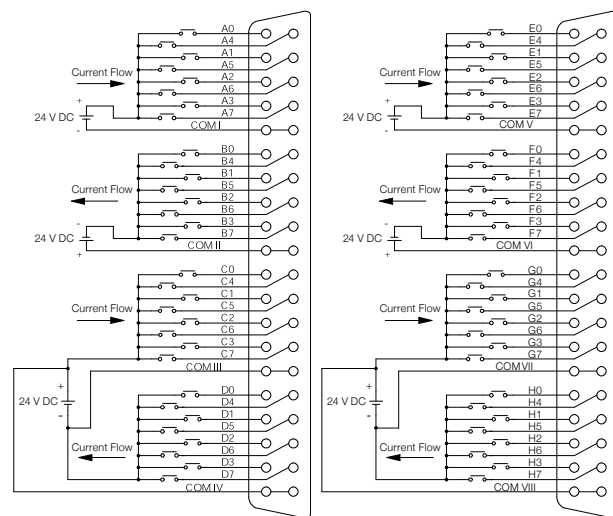 A0
A4
A1
A5
Current Flow
A2
A6
A3
+
A7
24 V DC
COM I
-
B0
B4
B1
B5
Current Flow
B2
B6
B3
-
B7
24 V DC
COM II
+
C0
C4
C1
C5
Current Flow
C2
C6
C3
C7
COM III
+
24 V DC
-
D0
D4
D1
D5
D2
Current Flow
D6
D3
D7
COM IV
E0
E4
E1
E5
Current Flow
E2
E6
E3
+
E7
24 V DC
COM V
-
F0
F4
F1
F5
Current Flow
F2
F6
F3
-
F7
24 V DC
COM VI
+
G0
G4
G1
G5
Current Flow
G2
G6
G3
G7
COM VII
+
24 V DC
-
H0
H4
H1
H5
H2
Current Flow
H6
H3
H7
COM VIII